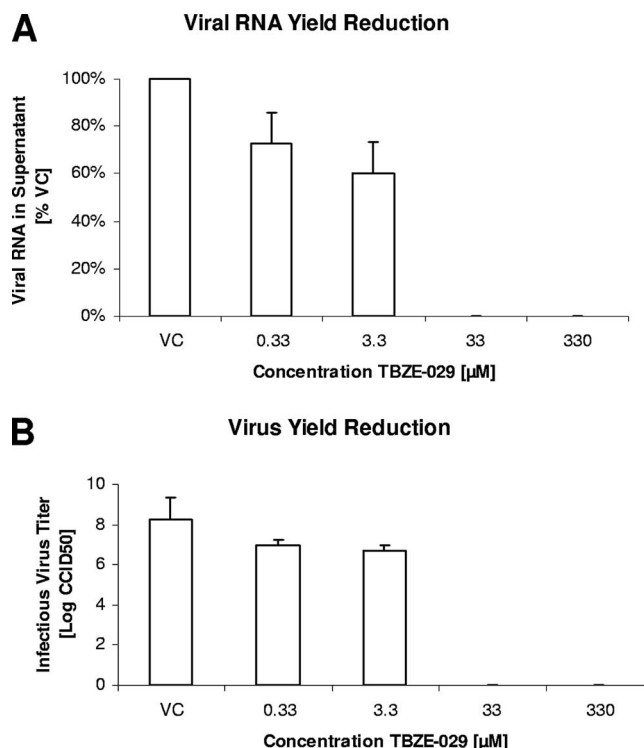 A
Viral RNA Yield Reduction
Viral RNA in Supernatant
[% VC]
100%
80%
60%
40%
20%
0%
VC 0.33 3.3 33 330
Concentration TBZE-029 [µM]
B
Virus Yield Reduction
Infectious Virus Titer
[Log CCID50]
10
8
6
4
2
0
VC 0.33 3.3 33 330
Concentration TBZE-029 [µM]